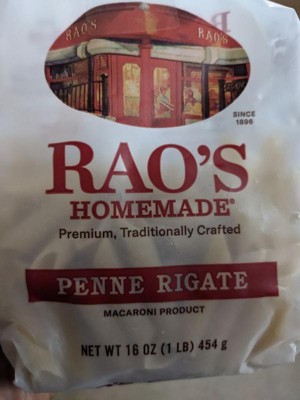 RAO'S RAO'S
SINCE
1896
RAO'S
HOMEMADE®
Premium, Traditionally Crafted
PENNE RIGATE
MACARONI PRODUCT
NET WT 16 OZ (1 LB) 454 g